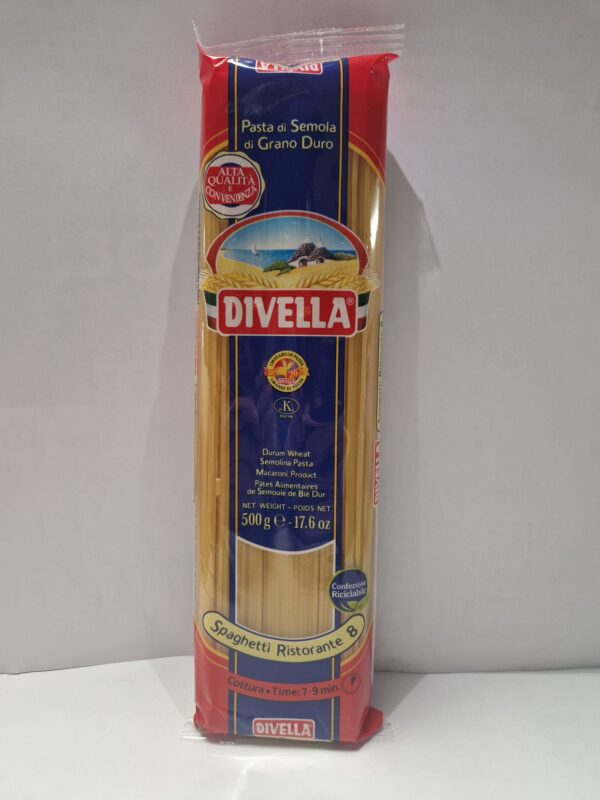 DIVELLA
Pasta di Semola
di Grano Duro
ALTA
QUALITÀ
E
CONVENIENZA
DIVELLA®
K
Durum Wheat
Semolina Pasta
Macaroni Product
Pâtes Alimentaires
de Semoule de Blé Dur
NET WEIGHT - POIDS NET
500 g ℮ - 17.6 oz
Confezione
Riciclabile
Spaghetti Ristorante 8
Cottura • Time: 7-9 min.
F
DIVELLA
DIVELLA